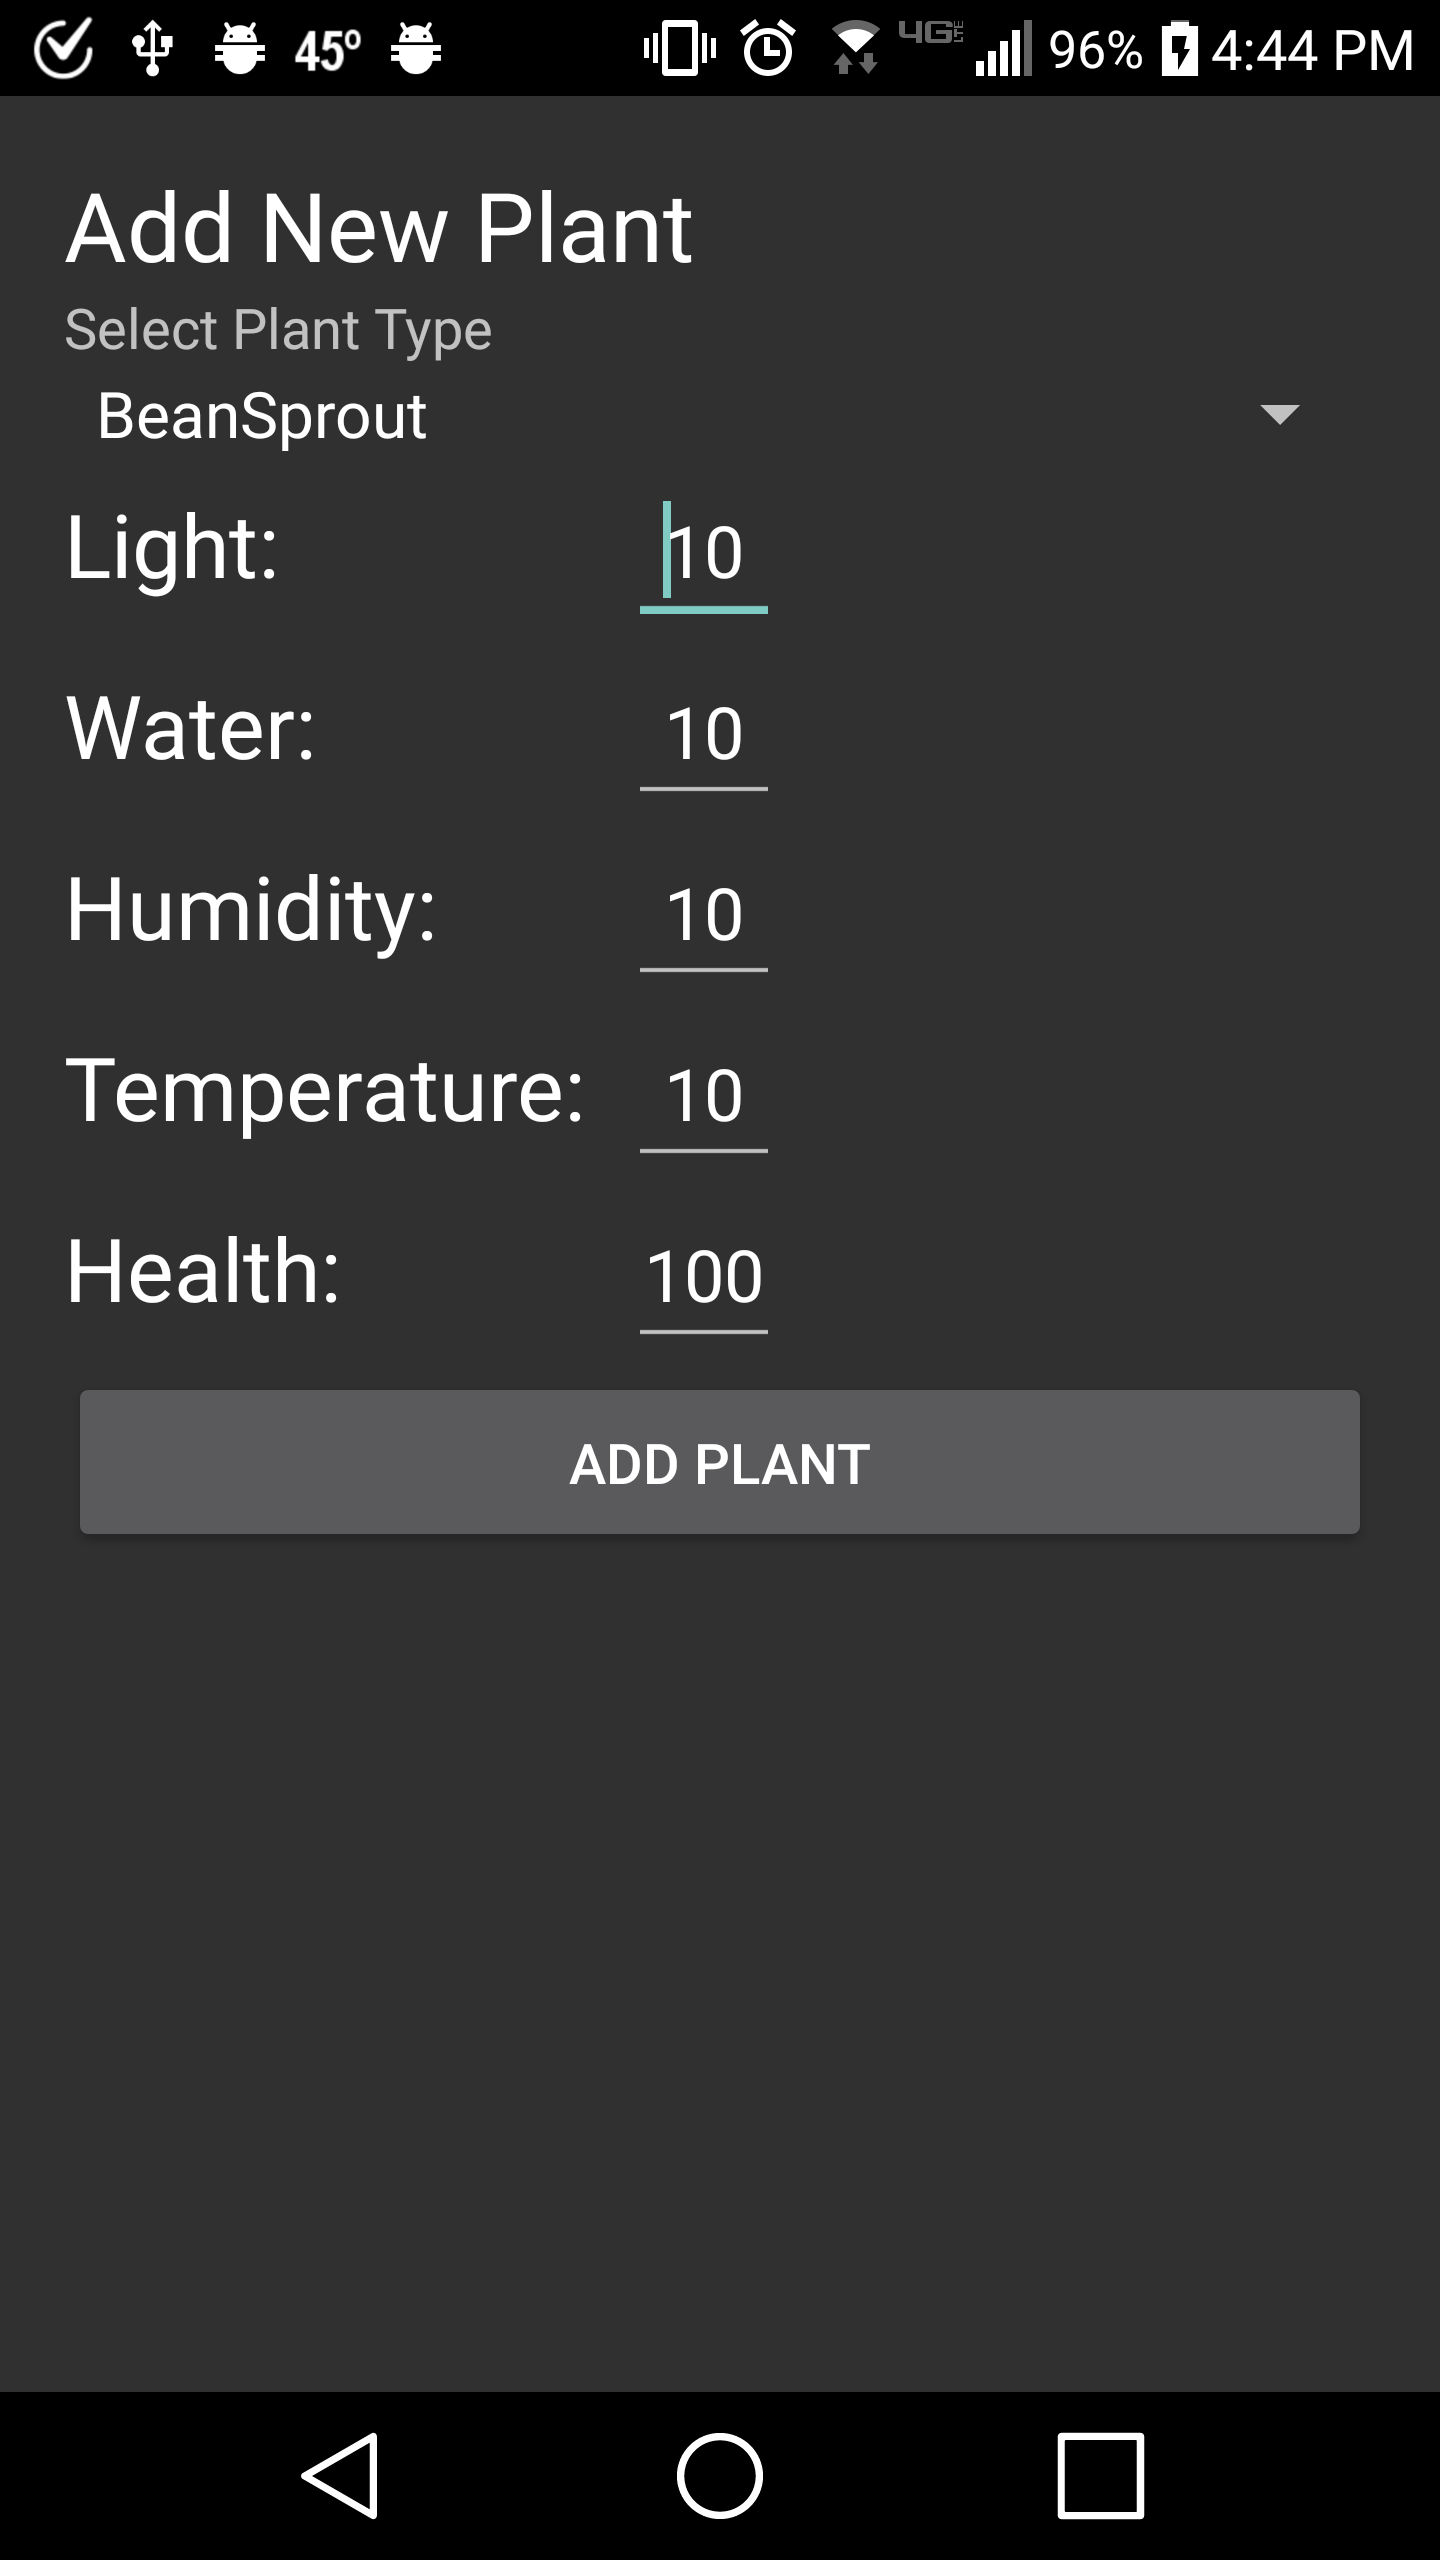 45° 4G LTE 96% 4:44 PM
Add New Plant
Select Plant Type
BeanSprout
Light: 10
Water: 10
Humidity: 10
Temperature: 10
Health: 100
ADD PLANT